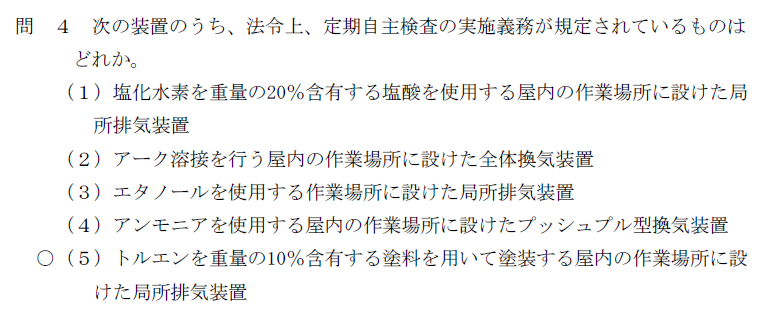 問　４　次の装置のうち、法令上、定期自主検査の実施義務が規定されているものは
どれか。
（１）塩化水素を重量の20％含有する塩酸を使用する屋内の作業場所に設けた局
所排気装置
（２）アーク溶接を行う屋内の作業場所に設けた全体換気装置
（３）エタノールを使用する作業場所に設けた局所排気装置
（４）アンモニアを使用する屋内の作業場所に設けたプッシュプル型換気装置
○（５）トルエンを重量の10％含有する塗料を用いて塗装する屋内の作業場所に設
けた局所排気装置